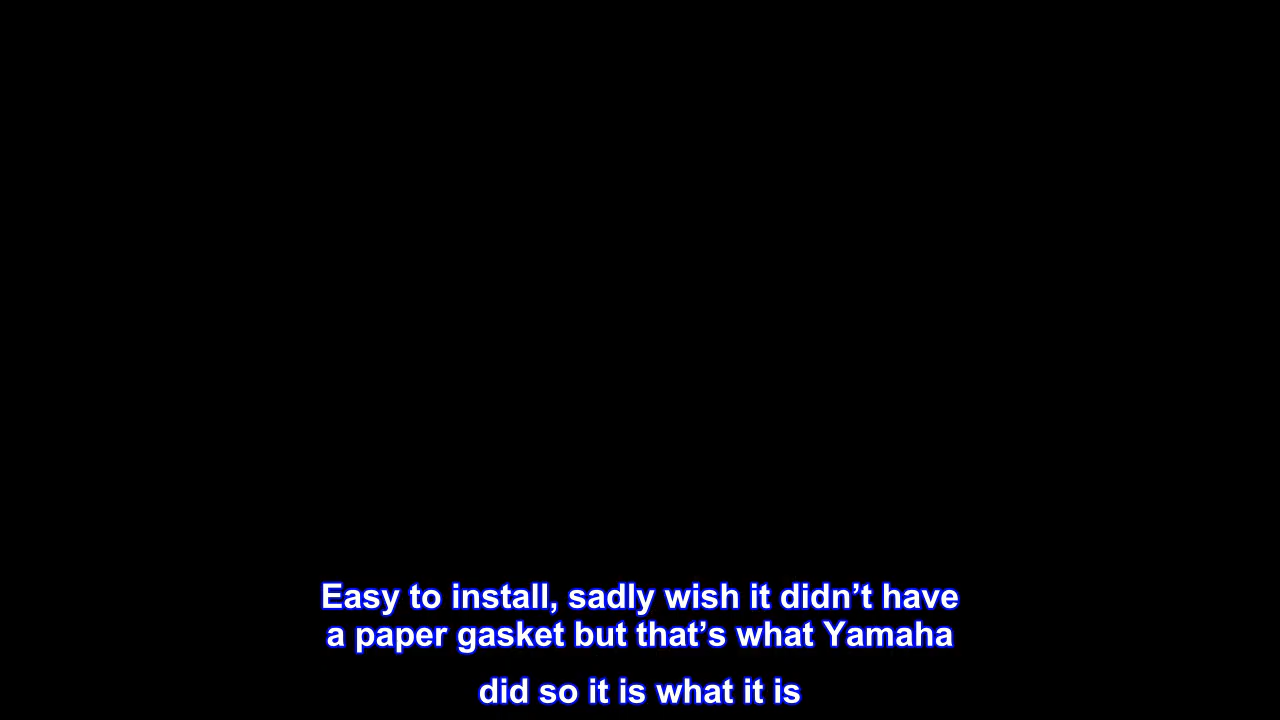 Easy to install, sadly wish it didn’t have
a paper gasket but that’s what Yamaha
did so it is what it is